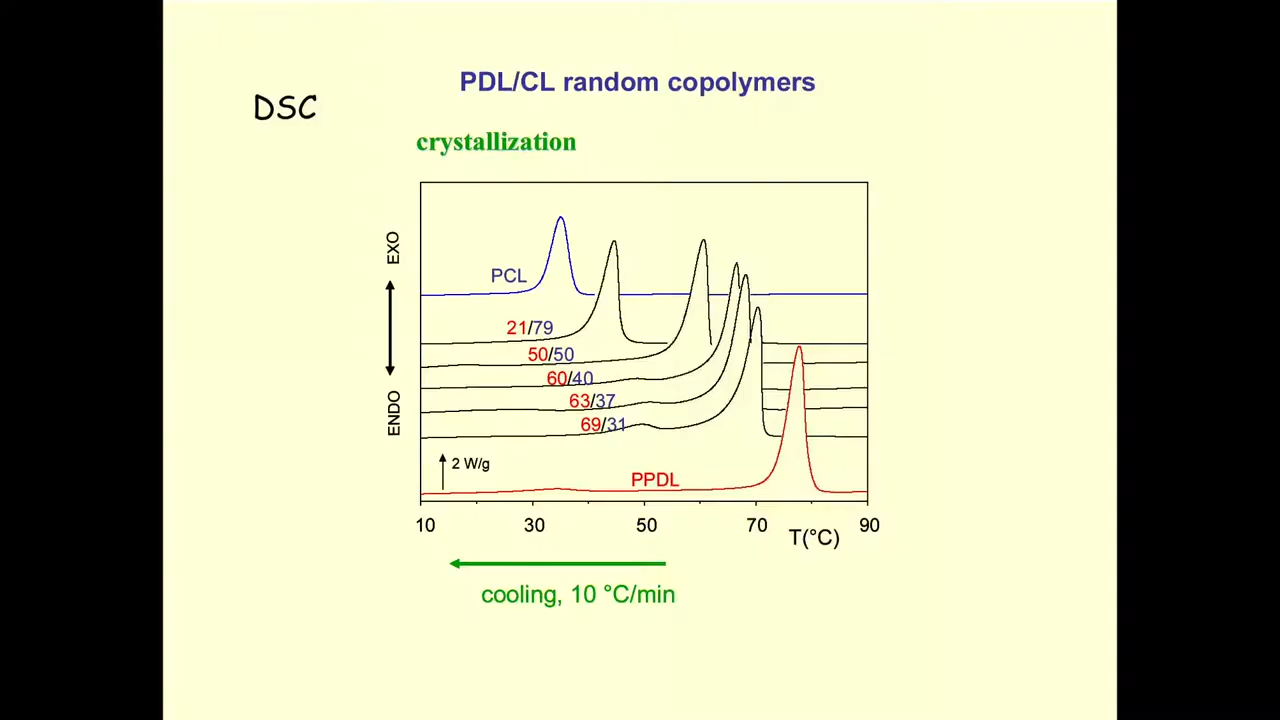 PDL/CL random copolymers
DSC
crystallization
EXO
ENDO
PCL
21/79
50/50
60/40
63/37
69/31
2 W/g
PPDL
10 30 50 70 90
T(°C)
cooling, 10 °C/min